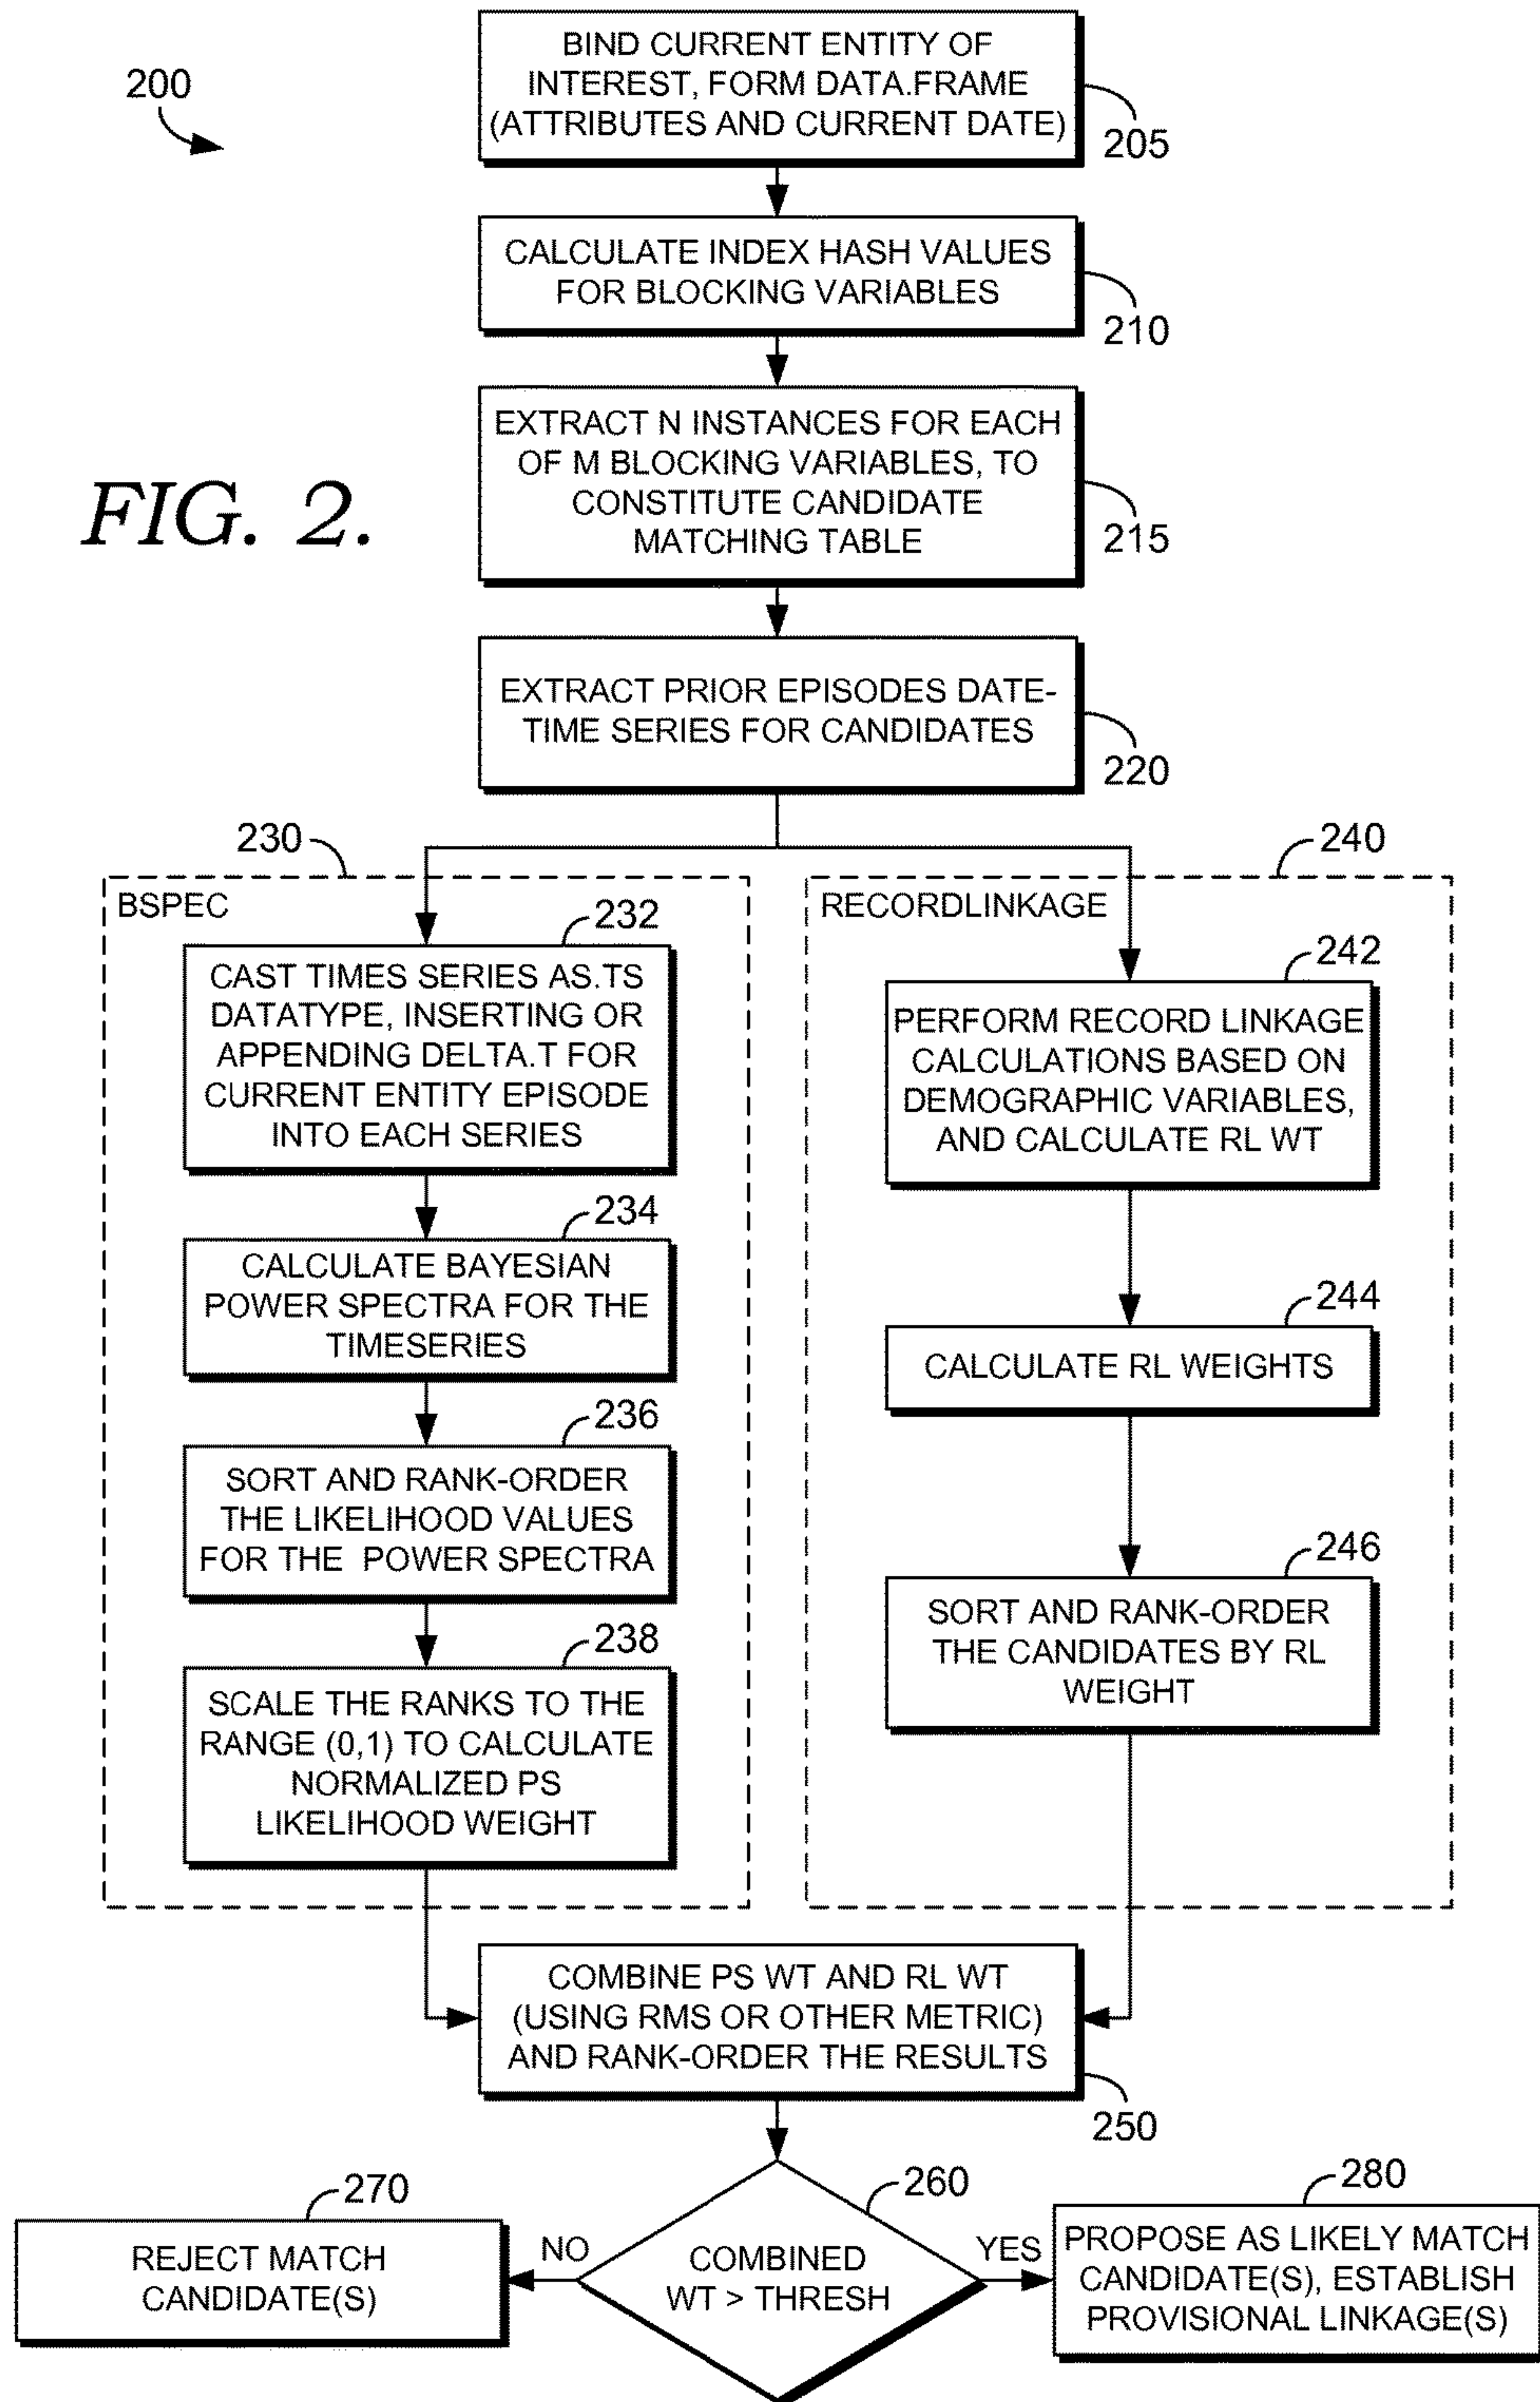 200
FIG. 2.
BIND CURRENT ENTITY OF
INTEREST, FORM DATA.FRAME
(ATTRIBUTES AND CURRENT DATE)
205
CALCULATE INDEX HASH VALUES
FOR BLOCKING VARIABLES
210
EXTRACT N INSTANCES FOR EACH
OF M BLOCKING VARIABLES, TO
CONSTITUTE CANDIDATE
MATCHING TABLE
215
EXTRACT PRIOR EPISODES DATE-
TIME SERIES FOR CANDIDATES
220
230
BSPEC
232
CAST TIMES SERIES AS.TS
DATATYPE, INSERTING OR
APPENDING DELTA.T FOR
CURRENT ENTITY EPISODE
INTO EACH SERIES
234
CALCULATE BAYESIAN
POWER SPECTRA FOR THE
TIMESERIES
236
SORT AND RANK-ORDER
THE LIKELIHOOD VALUES
FOR THE POWER SPECTRA
238
SCALE THE RANKS TO THE
RANGE (0,1) TO CALCULATE
NORMALIZED PS
LIKELIHOOD WEIGHT
240
RECORDLINKAGE
242
PERFORM RECORD LINKAGE
CALCULATIONS BASED ON
DEMOGRAPHIC VARIABLES,
AND CALCULATE RL WT
244
CALCULATE RL WEIGHTS
246
SORT AND RANK-ORDER
THE CANDIDATES BY RL
WEIGHT
COMBINE PS WT AND RL WT
(USING RMS OR OTHER METRIC)
AND RANK-ORDER THE RESULTS
250
260
COMBINED
WT > THRESH
NO
270
REJECT MATCH
CANDIDATE(S)
YES
280
PROPOSE AS LIKELY MATCH
CANDIDATE(S), ESTABLISH
PROVISIONAL LINKAGE(S)